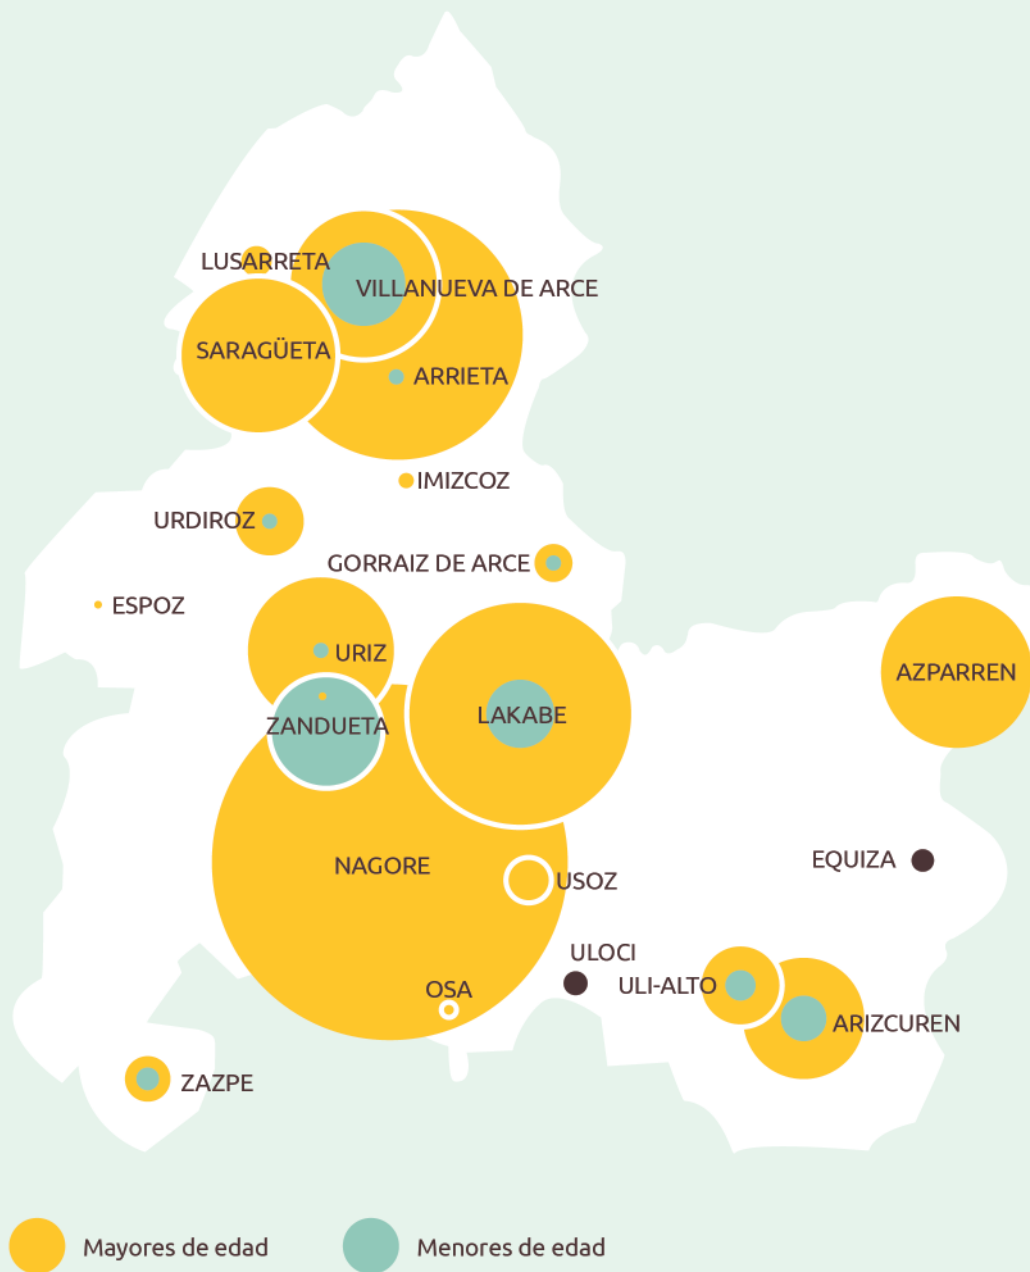 LUSARRETA
VILLANUEVA DE ARCE
SARAGÜETA
ARRIETA
IMIZCOZ
URDIROZ
GORRAIZ DE ARCE
ESPOZ
URIZ
AZPARREN
LAKABE
ZANDUETA
EQUIZA
NAGORE
USOZ
ULOCI
ULI-ALTO
OSA
ARIZCUREN
ZAZPE
Mayores de edad
Menores de edad